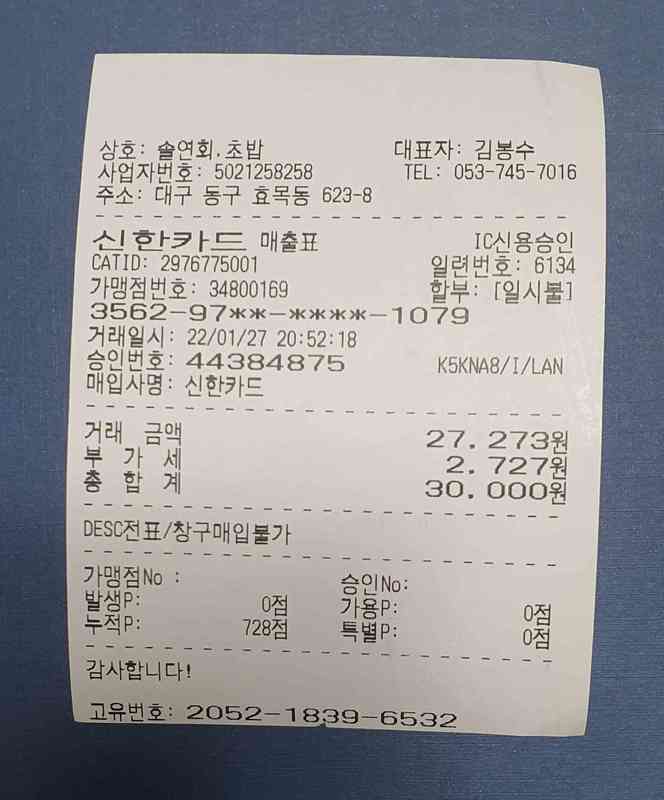 상호: 솔연회.초밥 대표자: 김봉수
사업자번호: 5021258258 TEL: 053-745-7016
주소: 대구 동구 효목동 623-8
신한카드 매출표 IC신용승인
CATID: 2976775001 일련번호: 6134
가맹점번호: 34800169 할부: [일시불]
3562-97**-****-1079
거래일시: 22/01/27 20:52:18
승인번호: 44384875 K5KNA8/I/LAN
매입사명: 신한카드
거래 금액 27.273원
부 가 세 2.727원
총 합 계 30.000원
DESC전표/창구매입불가
가맹점No : 승인No:
발생P: 0점 가용P: 0점
누적P: 728점 특별P: 0점
감사합니다!
고유번호: 2052-1839-6532